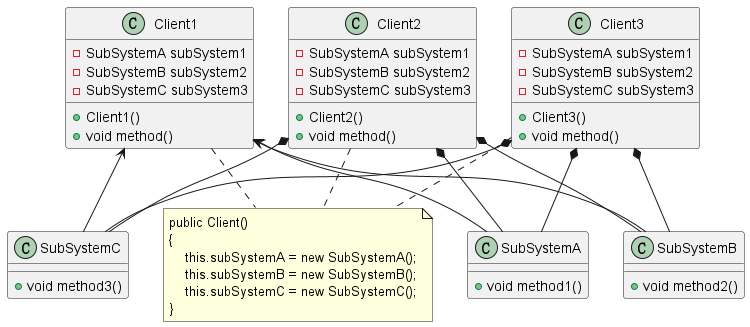 C Client1
SubSystemA subSystem1
SubSystemB subSystem2
SubSystemC subSystem3
Client1()
void method()
C Client2
SubSystemA subSystem1
SubSystemB subSystem2
SubSystemC subSystem3
Client2()
void method()
C Client3
SubSystemA subSystem1
SubSystemB subSystem2
SubSystemC subSystem3
Client3()
void method()
C SubSystemC
void method3()
public Client()
{
this.subSystemA = new SubSystemA();
this.subSystemB = new SubSystemB();
this.subSystemC = new SubSystemC();
}
C SubSystemA
void method1()
C SubSystemB
void method2()